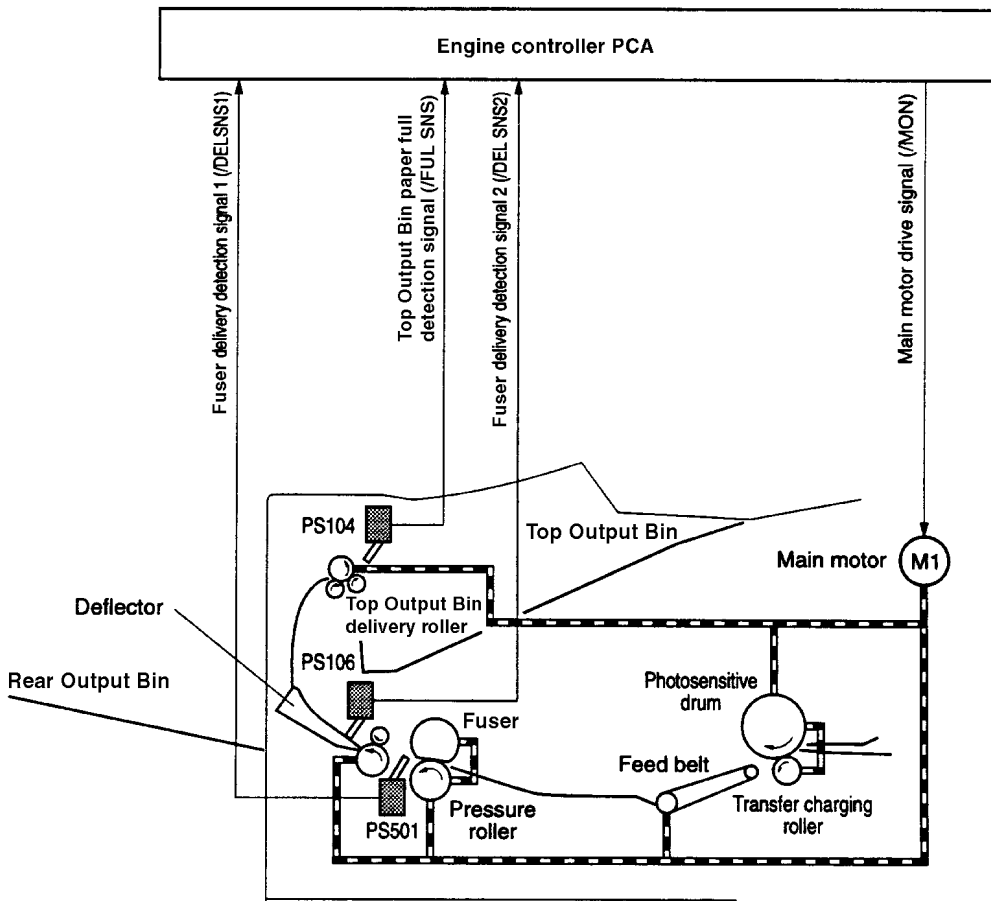 Engine controller PCA
Fuser delivery detection signal 1 (/DELSNS1)
Top Output Bin paper full
detection signal (/FUL SNS)
Fuser delivery detection signal 2 (/DEL SNS2)
Main motor drive signal (/MON)
PS104
Top Output Bin
Main motor
M1
Deflector
Top Output Bin
delivery roller
PS106
Rear Output Bin
Photosensitive
drum
Fuser
Feed belt
Pressure
roller
Transfer charging
roller
PS501